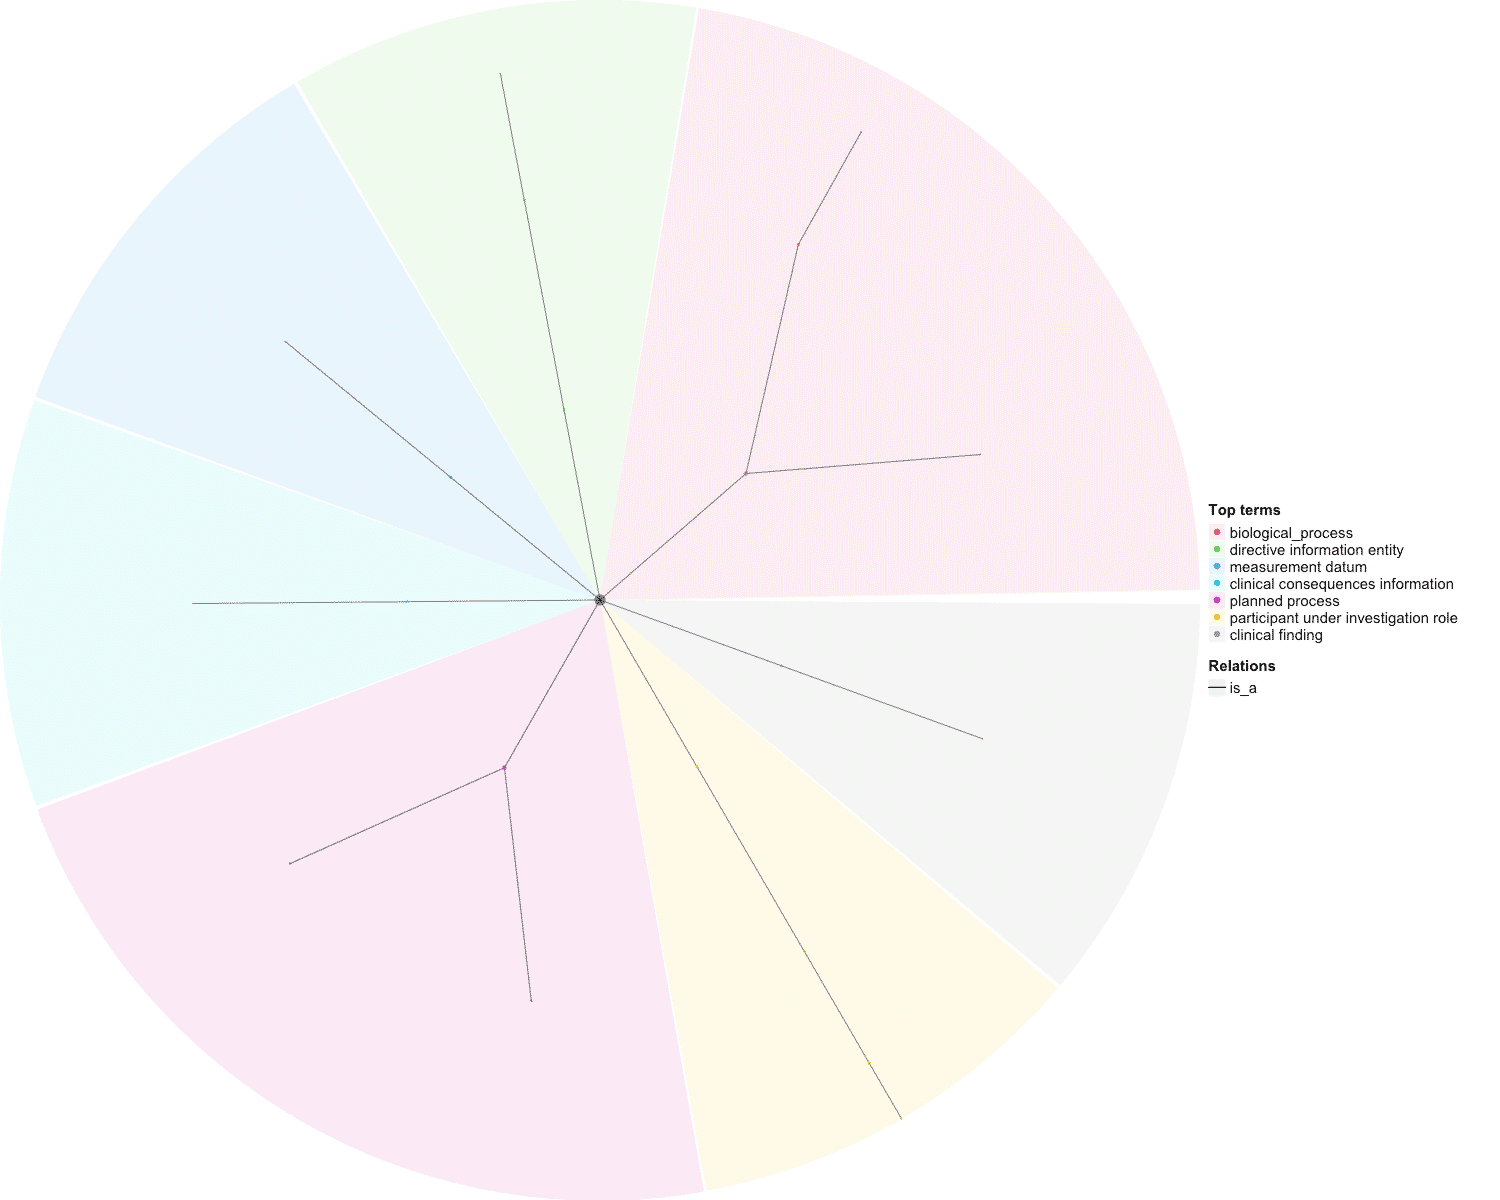 Top terms
biological_process
directive information entity
measurement datum
clinical consequences information
planned process
participant under investigation role
clinical finding
Relations
is_a